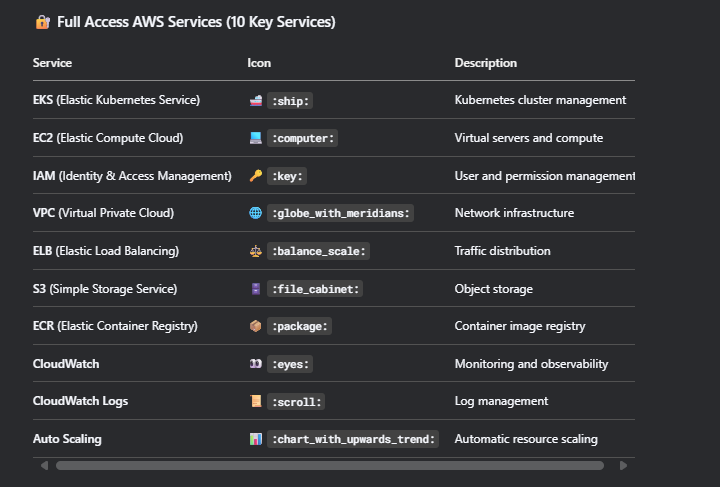 🔐 Full Access AWS Services (10 Key Services)
Service Icon Description
EKS (Elastic Kubernetes Service) 🚢 :ship: Kubernetes cluster management
EC2 (Elastic Compute Cloud) 💻 :computer: Virtual servers and compute
IAM (Identity & Access Management) 🔑 :key: User and permission management
VPC (Virtual Private Cloud) 🌐 :globe_with_meridians: Network infrastructure
ELB (Elastic Load Balancing) ⚖️ :balance_scale: Traffic distribution
S3 (Simple Storage Service) 🗄️ :file_cabinet: Object storage
ECR (Elastic Container Registry) 📦 :package: Container image registry
CloudWatch 👀 :eyes: Monitoring and observability
CloudWatch Logs 📜 :scroll: Log management
Auto Scaling 📊 :chart_with_upwards_trend: Automatic resource scaling